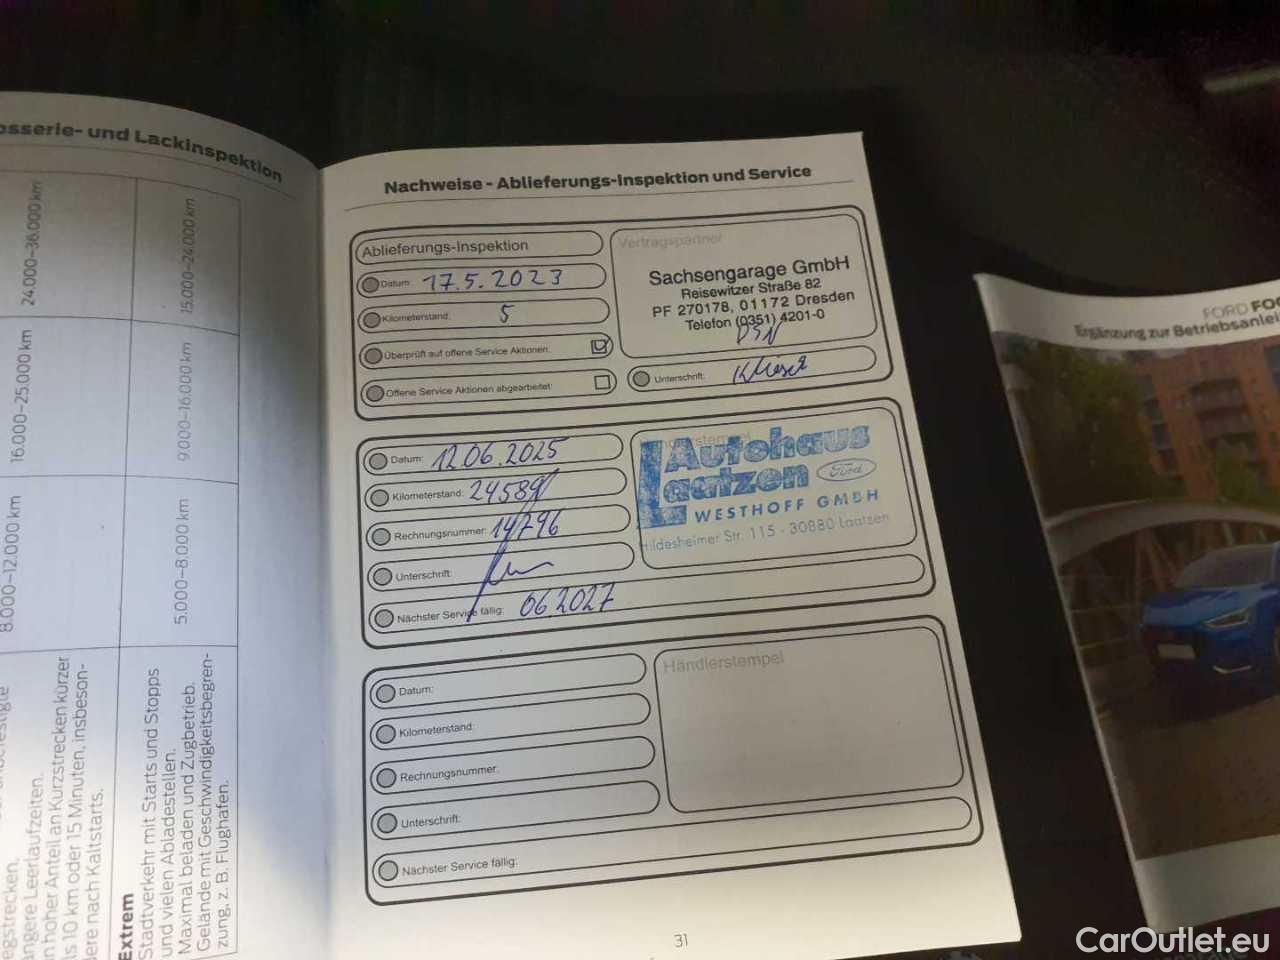 osserie- und Lackinspektion
24.000–36.000 km
15.000–24.000 km
16.000–25.000 km
9.000–16.000 km
8.000–12.000 km
5.000–8.000 km
egstrecken.
ängere Leerlaufzeiten.
n hoher Anteil an Kurzstrecken kürzer
ls 10 km oder 15 Minuten, insbeson-
dere nach Kaltstarts.
Extrem
Stadtverkehr mit Starts und Stopps
und vielen Abladestellen.
Maximal beladen und Zugbetrieb.
Gelände mit Geschwindigkeitsbegren-
zung, z. B. Flughafen.
Nachweise - Ablieferungs-Inspektion und Service
Ablieferungs-Inspektion
Datum: 17.5.2023
Kilometerstand: 5
Überprüft auf offene Service Aktionen:
Offene Service Aktionen abgearbeitet:
Vertragspartner
Sachsengarage GmbH
Reisewitzer Straße 82
PF 270178, 01172 Dresden
Telefon (0351) 4201-0
Unterschrift:
Datum: 12.06.2025
Kilometerstand: 24589
Rechnungsnummer: 14796
Unterschrift:
Nächster Service fällig: 06.2027
Händlerstempel
Autohaus
Laatzen
Ford
WESTHOFF GMBH
Hildesheimer Str. 115 - 30880 Laatzen
Datum:
Kilometerstand:
Rechnungsnummer:
Unterschrift:
Nächster Service fällig:
Händlerstempel
31
FORD FOC
Ergänzung zur Betriebsanlei
CarOutlet.eu